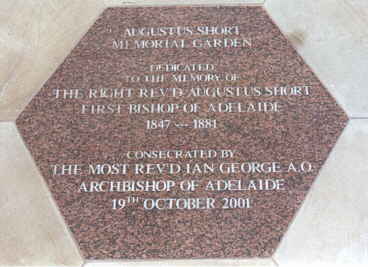 AUGUSTUS SHORT
MEMORIAL GARDEN
DEDICATED
TO THE MEMORY OF
THE RIGHT REV'D AUGUSTUS SHORT
FIRST BISHOP OF ADELAIDE
1847 --- 1881
CONSECRATED BY
THE MOST REV'D IAN GEORGE A.O.
ARCHBISHOP OF ADELAIDE
19TH OCTOBER 2001